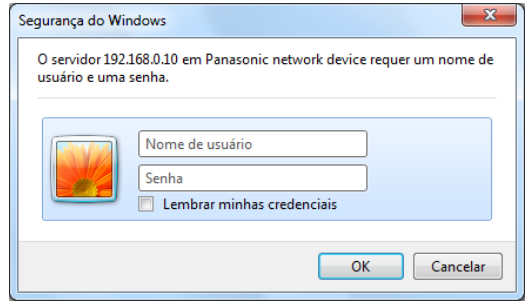 Segurança do Windows
O servidor 192.168.0.10 em Panasonic network device requer um nome de
usuário e uma senha.
Nome de usuário
Senha
Lembrar minhas credenciais
OK
Cancelar